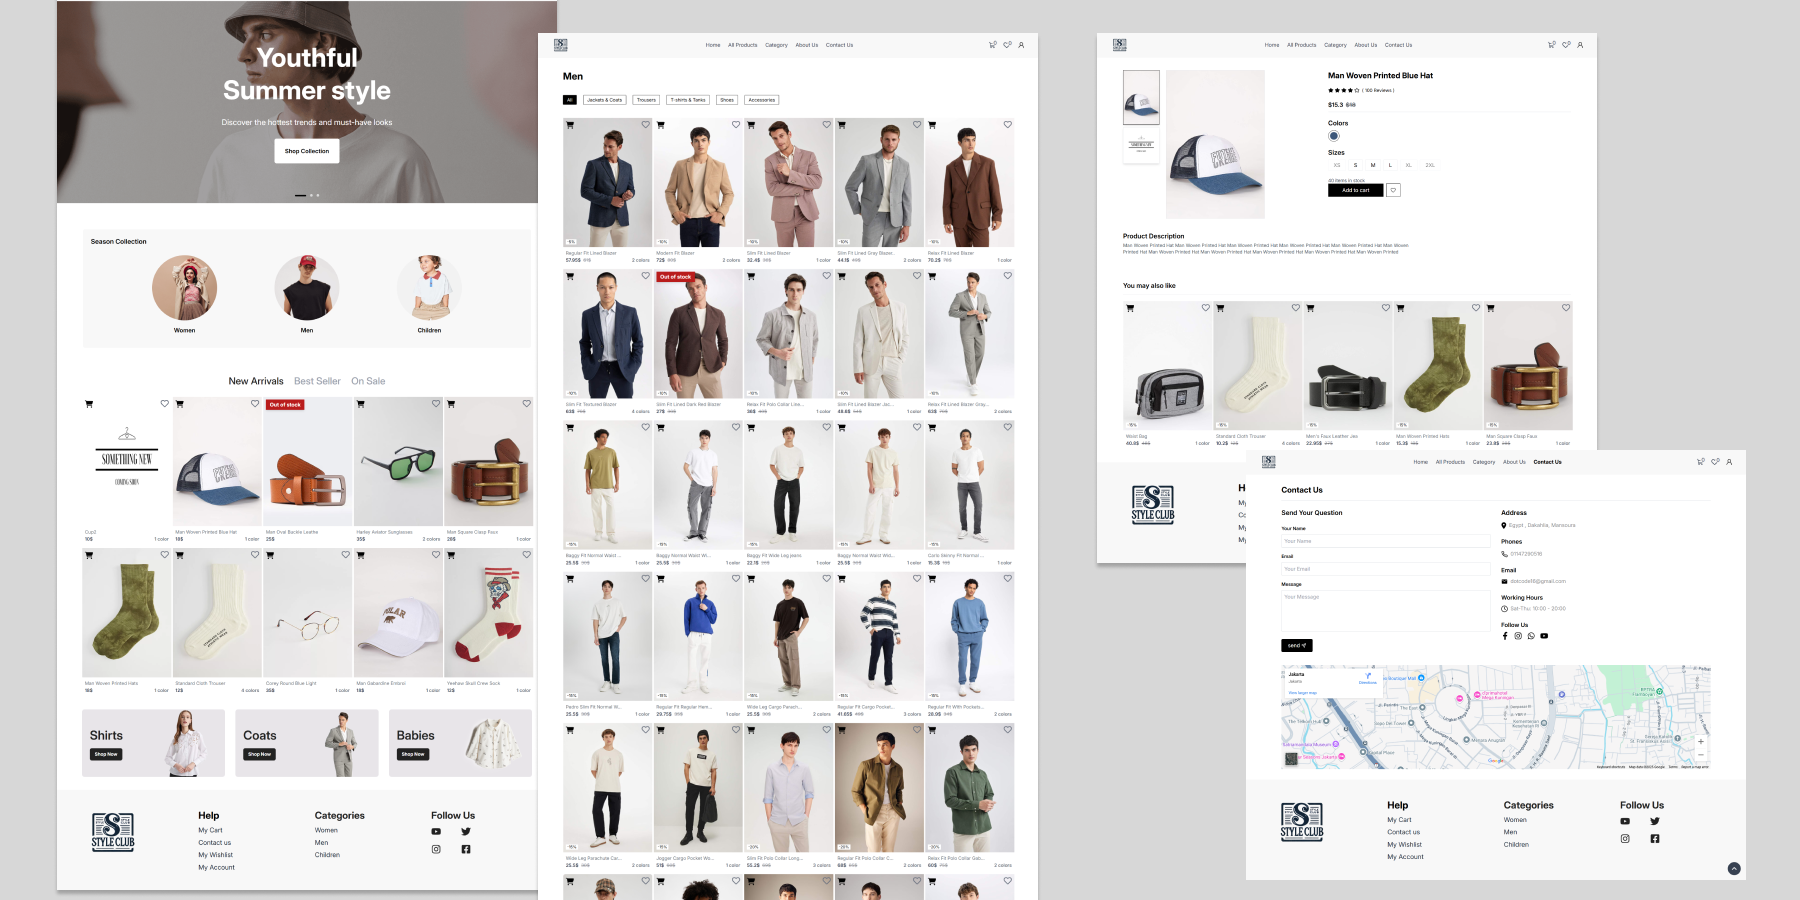 Youthful
Summer style
Discover the hottest trends and must-have looks
Shop Collection
Season Collection
Women
Men
Children
New Arrivals
Best Seller
On Sale
Out of stock
SOMETHING NEW
COMING SOON
10$
1 color
Man Woven Printed Blue Hat
18$
1 color
Man Oval Buckle Leathe
25$
1 color
Harley Aviator Sunglasses
35$
2 colors
Man Square Clasp Faux
28$
1 color
Man Woven Printed Hats
18$
1 color
Standard Cloth Trouser
12$
4 colors
Corey Round Blue Light
35$
1 color
Man Gabardine Embroi
18$
1 color
Yeehaw Skull Crew Sock
12$
1 color
Shirts
Shop Now
Coats
Shop Now
Babies
Shop Now
STYLE CLUB
Help
My Cart
Contact us
My Wishlist
My Account
Categories
Women
Men
Children
Follow Us
Home
All Products
Category
About Us
Contact Us
Men
All
Jackets & Coats
Trousers
T-shirts & Tanks
Shoes
Accessories
Regular Fit Lined Blazer
57.95$
2 colors
Modern Fit Blazer
72$
2 colors
Slim Fit Lined Blazer
32.4$
1 color
Slim Fit Lined Grey Blazer
44.1$
2 colors
Relax Fit Lined Blazer
70.2$
1 color
Out of stock
Slim Fit Textured Blazer
63$
4 colors
Slim Fit Lined Dark Red Blazer
27$
1 color
Relax Fit Polo Collar Line...
36$
1 color
Slim Fit Lined Blazer Jac...
1 color
Relax Fit Lined Blazer Gray...
63$
2 colors
Baggy Fit Normal Waist ...
25.5$
1 color
Baggy Normal Waist Wi...
25.5$
1 color
Baggy Fit Wide Leg Jeans
22.1$
1 color
Baggy Normal Waist Wid...
25.5$
1 color
Carlo Skinny Fit Normal ...
15.3$
1 color
Pedro Slim Fit Normal W...
25.5$
1 color
Regular Fit Regular Hem...
29.75$
1 color
Wide Leg Cargo Parach...
25.5$
3 colors
Regular Fit Cargo Pocket...
41.65$
3 colors
Regular Fit With Pockets...
28.9$
2 colors
Wide Leg Parachute Car...
25.5$
2 colors
Jogger Cargo Pocket Wo...
51$
1 color
Slim Fit Polo Collar Long...
55.2$
3 colors
Regular Fit Polo Collar C...
68$
2 colors
Relax Fit Polo Collar Gab...
60$
2 colors
Home
All Products
Category
About Us
Contact Us
Man Woven Printed Blue Hat
( 100 Reviews )
$15.3 $18
Colors
Sizes
XS
S
M
L
XL
2XL
40 items in stock
Add to cart
Product Description
Man Woven Printed Hat Man Woven Printed Hat Man Woven Printed Hat Man Woven Printed Hat Man Woven Printed Hat Man Woven
Printed Hat Man Woven Printed Hat Man Woven Printed Hat Man Woven Printed Hat Man Woven Printed Hat Man Woven Printed
You may also like
Waist Bag
40.8$
1 color
Standard Cloth Trouser
10.2$
4 colors
Men's Faux Leather Jea
22.95$
1 color
Man Woven Printed Hats
15.3$
1 color
Man Square Clasp Faux
23.8$
1 color
STYLE CLUB
Home
All Products
Category
About Us
Contact Us
Contact Us
Send Your Question
Your Name
Your Name
Email
Your Email
Message
Your Message
send
Address
Egypt , Dakahlia, Mansoura
Phones
01147280516
Email
dotcode18@gmail.com
Working Hours
Sat-Thu: 10:00 - 20:00
Follow Us
Jakarta
Jakarta
Directions
View larger map
Google
STYLE CLUB
Help
My Cart
Contact us
My Wishlist
My Account
Categories
Women
Men
Children
Follow Us